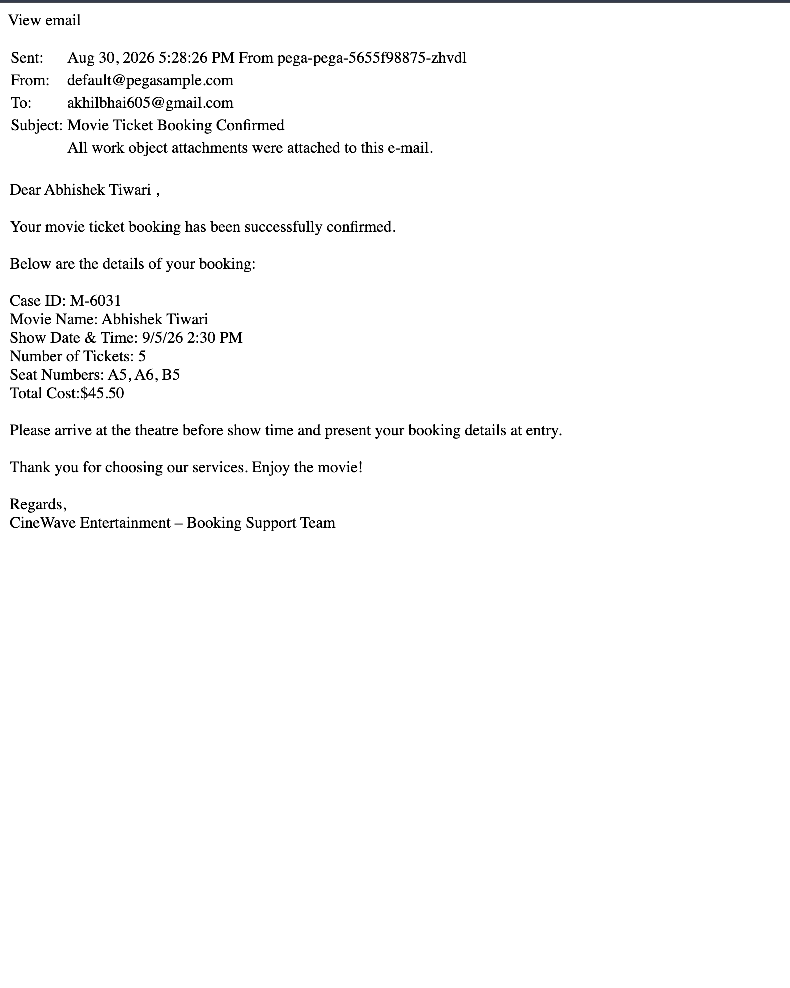 View email
Sent: Aug 30, 2026 5:28:26 PM From pega-pega-5655f98875-zhvdl
From: default@pegasample.com
To: akhilbhai605@gmail.com
Subject: Movie Ticket Booking Confirmed
All work object attachments were attached to this e-mail.
Dear Abhishek Tiwari ,
Your movie ticket booking has been successfully confirmed.
Below are the details of your booking:
Case ID: M-6031
Movie Name: Abhishek Tiwari
Show Date & Time: 9/5/26 2:30 PM
Number of Tickets: 5
Seat Numbers: A5, A6, B5
Total Cost:$45.50
Please arrive at the theatre before show time and present your booking details at entry.
Thank you for choosing our services. Enjoy the movie!
Regards,
CineWave Entertainment – Booking Support Team